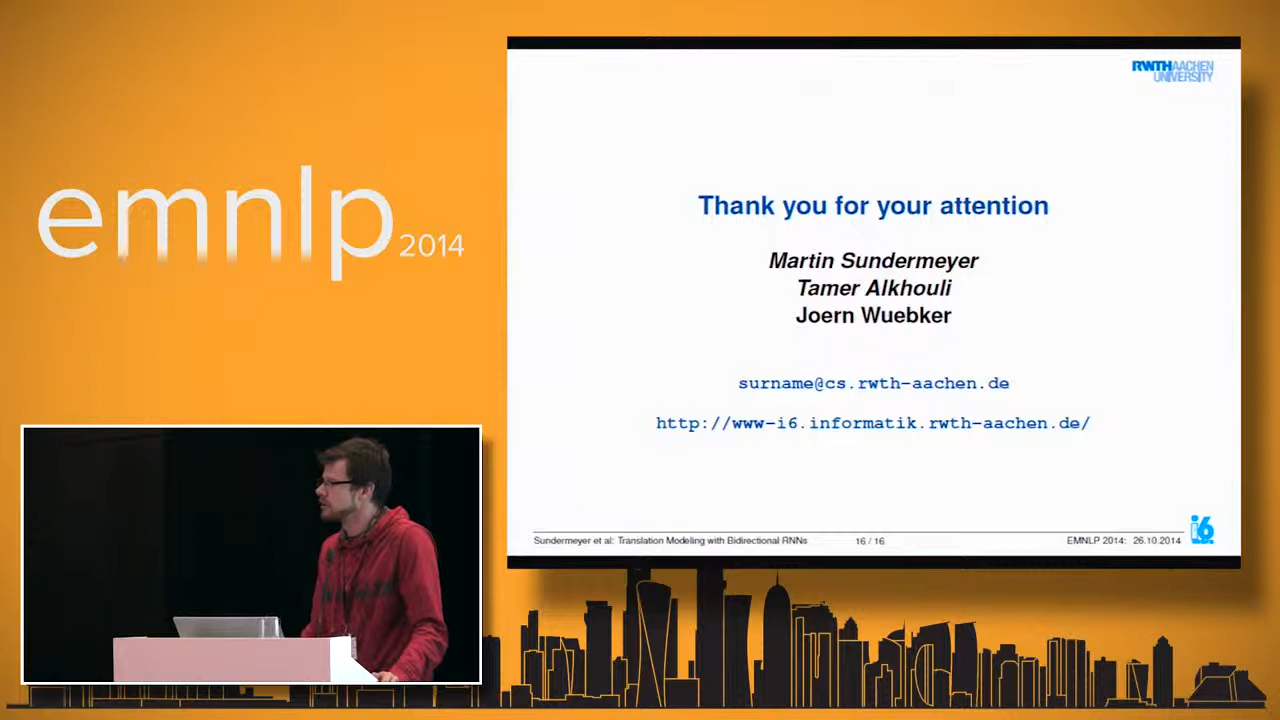 emnlp 2014
RWTH AACHEN
UNIVERSITY
Thank you for your attention
Martin Sundermeyer
Tamer Alkhouli
Joern Wuebker
surname@cs.rwth-aachen.de
http://www-i6.informatik.rwth-aachen.de/
i6
Sundermeyer et al: Translation Modeling with Bidirectional RNNs 16 / 16 EMNLP 2014: 26.10.2014